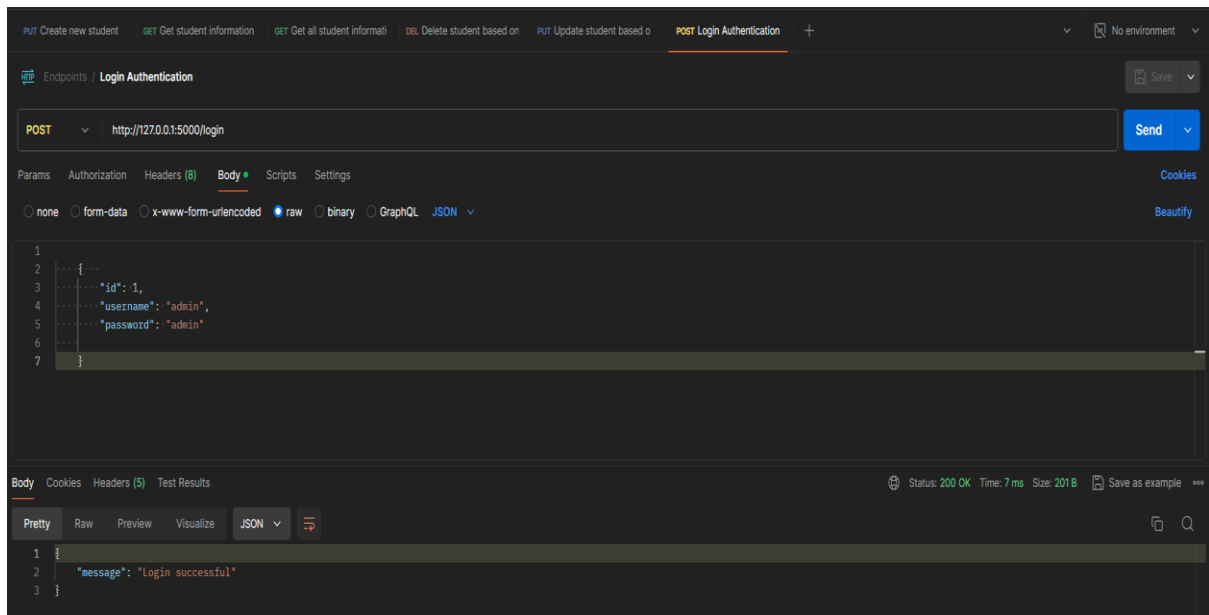 PUT Create new student GET Get student information GET Get all student informati DEL Delete student based on PUT Update student based o POST Login Authentication + No environment
HTTP Endpoints / Login Authentication Save
POST http://127.0.0.1:5000/login Send
Params Authorization Headers (8) Body Scripts Settings Cookies
none form-data x-www-form-urlencoded raw binary GraphQL JSON Beautify
1
2 {
3 "id": 1,
4 "username": "admin",
5 "password": "admin"
6
7 }
Body Cookies Headers (5) Test Results Status: 200 OK Time: 7 ms Size: 201 B Save as example
Pretty Raw Preview Visualize JSON
1 {
2 "message": "Login successful"
3 }